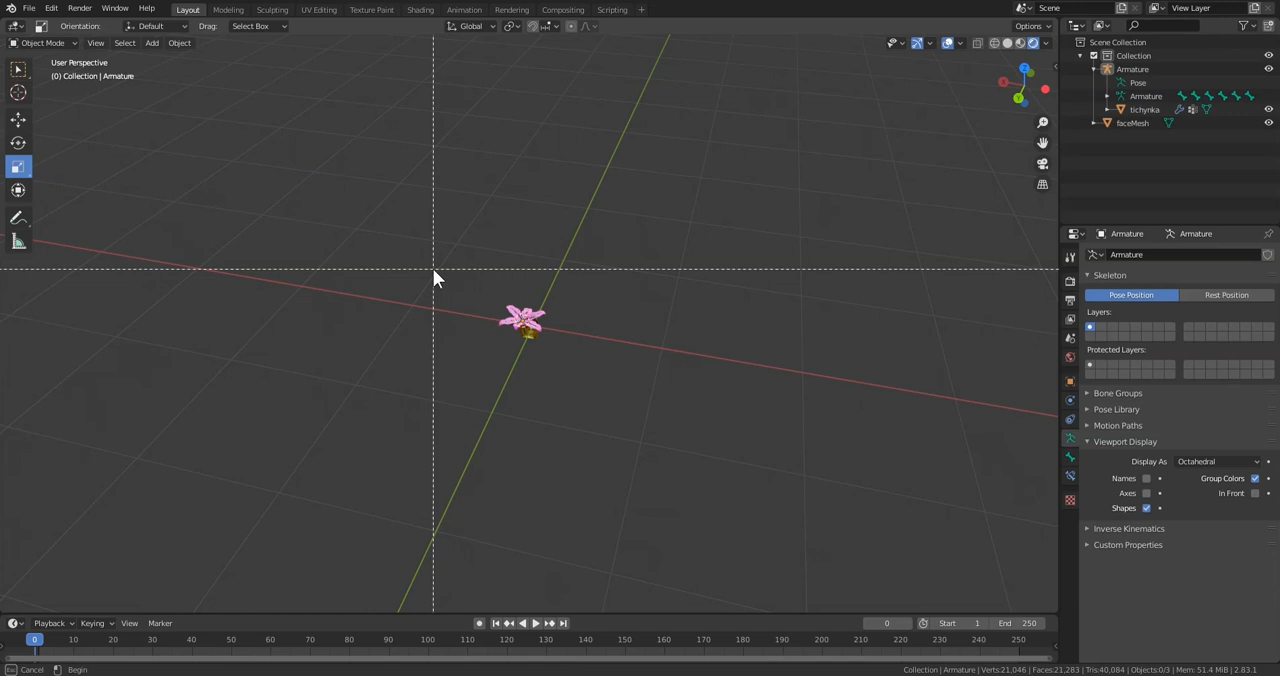 File Edit Render Window Help Layout Modeling Sculpting UV Editing Texture Paint Shading Animation Rendering Compositing Scripting + Scene View Layer
Orientation: Default Drag: Select Box Global Options
Object Mode View Select Add Object
User Perspective
(0) Collection | Armature
Z
X
Y
Scene Collection
Collection
Armature
Pose
Armature
tichynka
faceMesh
Armature Armature
Armature
Skeleton
Pose Position Rest Position
Layers:
Protected Layers:
Bone Groups
Pose Library
Motion Paths
Viewport Display
Display As Octahedral
Names Group Colors
Axes In Front
Shapes
Inverse Kinematics
Custom Properties
Playback Keying View Marker 0 Start 1 End 250
0 10 20 30 40 50 60 70 80 90 100 110 120 130 140 150 160 170 180 190 200 210 220 230 240 250
Esc Cancel Begin Collection | Armature | Verts:21,046 | Faces:21,283 | Tris:40,084 | Objects:0/3 | Mem: 51.4 MiB | 2.83.1